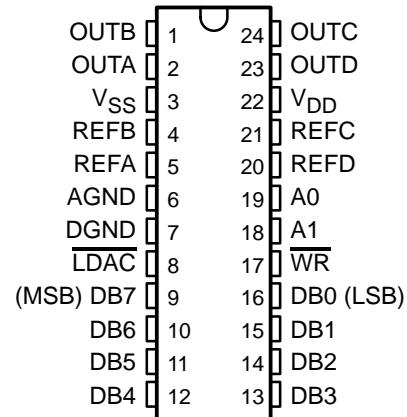 OUTB 1 24 OUTC
OUTA 2 23 OUTD
VSS 3 22 VDD
REFB 4 21 REFC
REFA 5 20 REFD
AGND 6 19 A0
DGND 7 18 A1
L̅D̅A̅C̅ 8 17 W̅R̅
(MSB) DB7 9 16 DB0 (LSB)
DB6 10 15 DB1
DB5 11 14 DB2
DB4 12 13 DB3